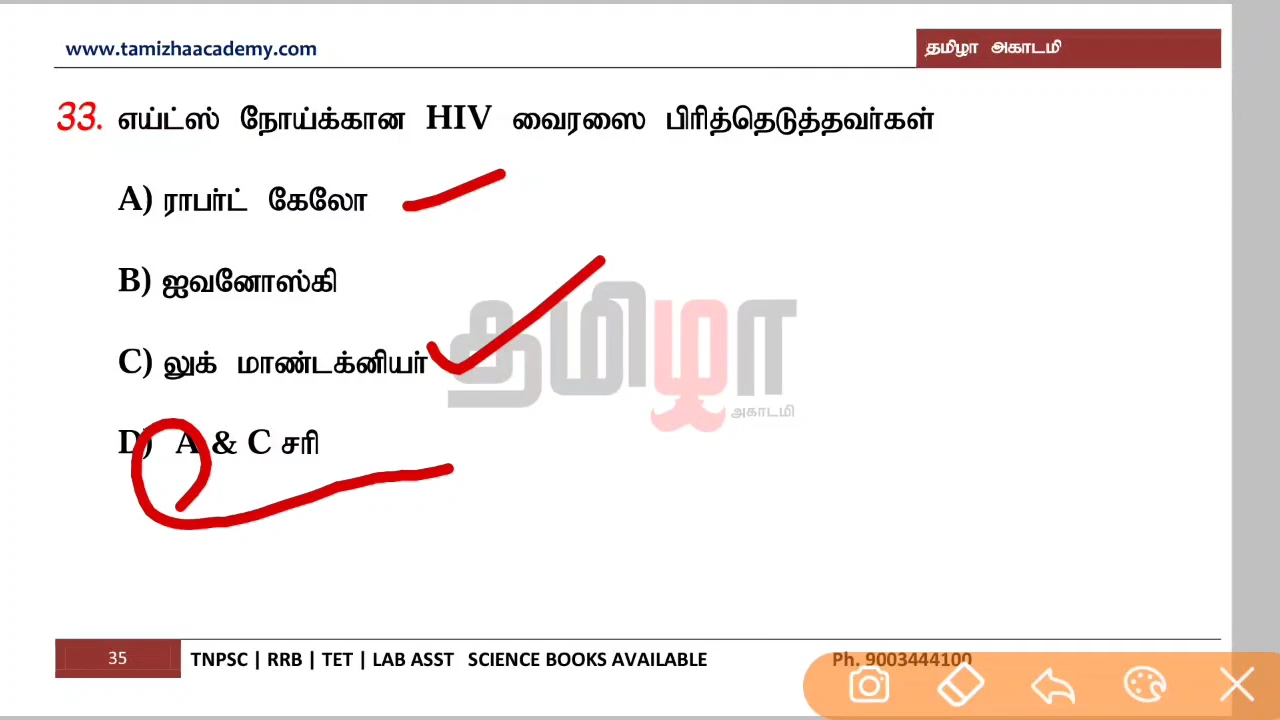 www.tamizhaacademy.com
தமிழா அகாடமி
33. எய்ட்ஸ் நோய்க்கான HIV வைரஸை பிரித்தெடுத்தவர்கள்
A) ராபர்ட் கேலோ
B) ஐவனோஸ்கி
C) லுக் மாண்டக்னியர்
தமிழா
அகாடமி
D) A & C சரி
35 TNPSC | RRB | TET | LAB ASST SCIENCE BOOKS AVAILABLE Ph. 9003444100